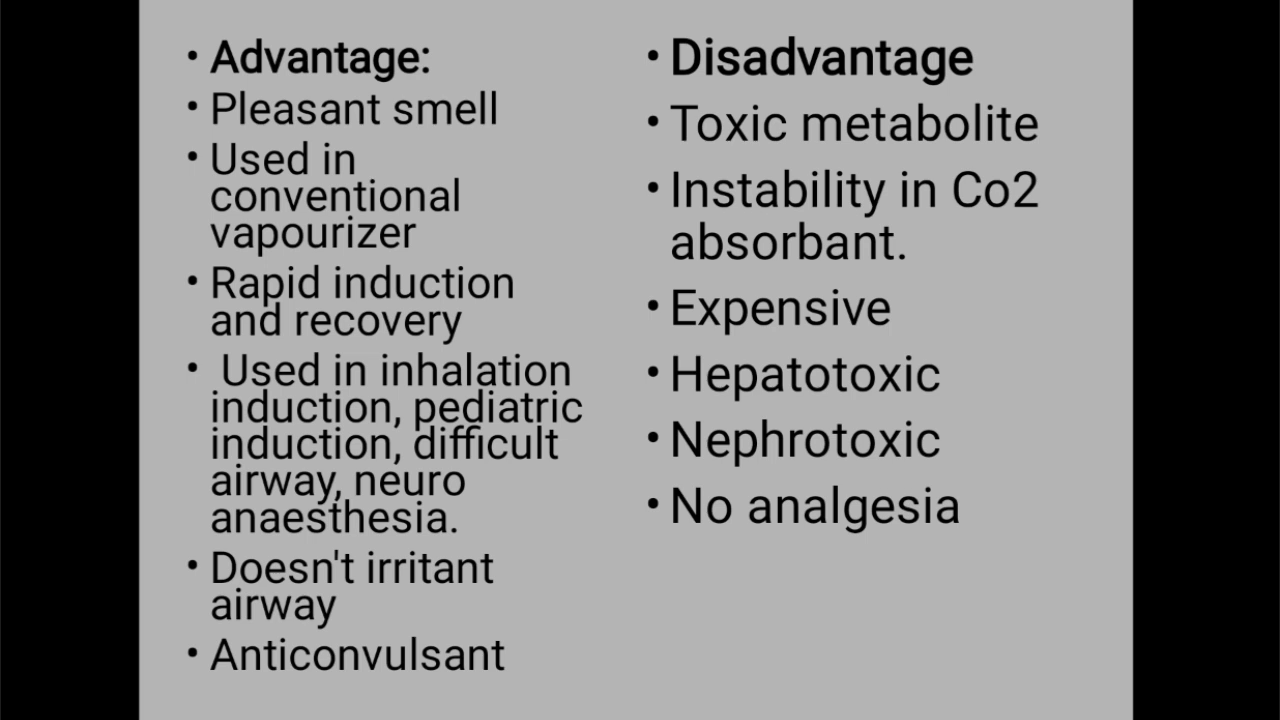 • Advantage:
• Pleasant smell
• Used in
conventional
vapourizer
• Rapid induction
and recovery
• Used in inhalation
induction, pediatric
induction, difficult
airway, neuro
anaesthesia.
• Doesn't irritant
airway
• Anticonvulsant
• Disadvantage
• Toxic metabolite
• Instability in Co2
absorbant.
• Expensive
• Hepatotoxic
• Nephrotoxic
• No analgesia